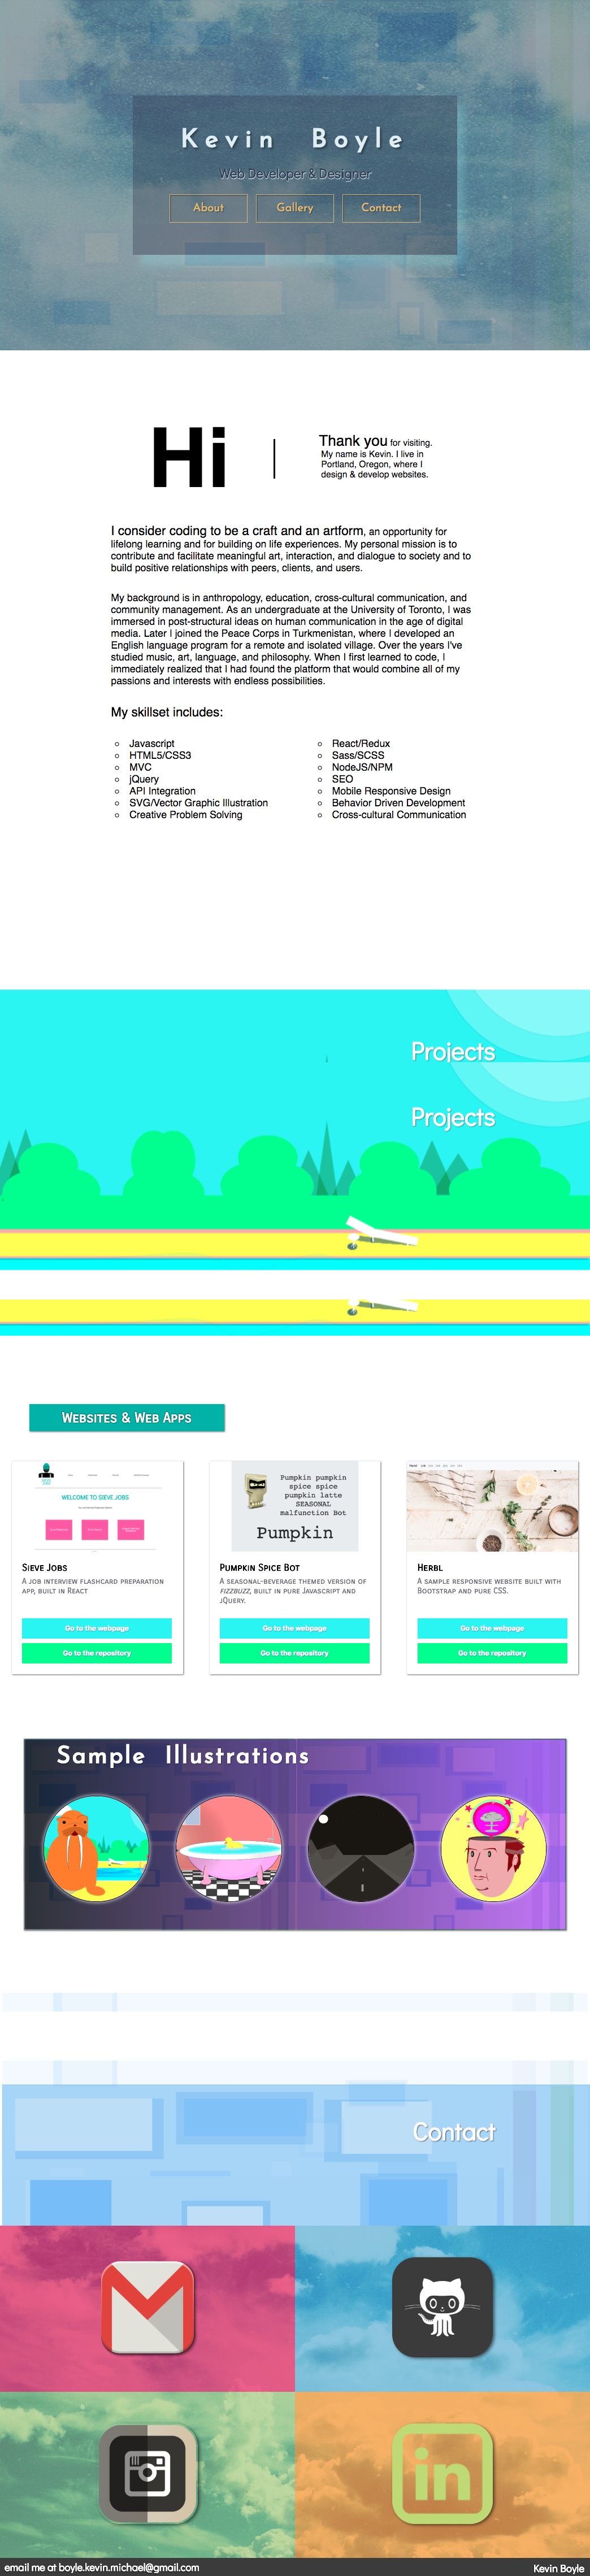 Kevin Boyle
Web Developer & Designer
About
Gallery
Contact
Hi
Thank you for visiting.
My name is Kevin. I live in
Portland, Oregon, where I
design & develop websites.
I consider coding to be a craft and an artform, an opportunity for
lifelong learning and for building on life experiences. My personal mission is to
contribute and facilitate meaningful art, interaction, and dialogue to society and to
build positive relationships with peers, clients, and users.
My background is in anthropology, education, cross-cultural communication, and
community management. As an undergraduate at the University of Toronto, I was
immersed in post-structural ideas on human communication in the age of digital
media. Later I joined the Peace Corps in Turkmenistan, where I developed an
English language program for a remote and isolated village. Over the years I've
studied music, art, language, and philosophy. When I first learned to code, I
immediately realized that I had found the platform that would combine all of my
passions and interests with endless possibilities.
My skillset includes:
Javascript
HTML5/CSS3
MVC
jQuery
API Integration
SVG/Vector Graphic Illustration
Creative Problem Solving
React/Redux
Sass/SCSS
NodeJS/NPM
SEO
Mobile Responsive Design
Behavior Driven Development
Cross-cultural Communication
Projects
Projects
Websites & Web Apps
WELCOME TO SIEVE JOBS
Sieve Jobs
A job interview flashcard preparation
app, built in React
Go to the webpage
Go to the repository
Pumpkin pumpkin
spice spice
pumpkin latte
SEASONAL
malfunction Bot
Pumpkin
Pumpkin Spice Bot
A seasonal-beverage themed version of
fizzbuzz, built in pure Javascript and
jQuery.
Go to the webpage
Go to the repository
Herbl
A sample responsive website built with
Bootstrap and pure CSS.
Go to the webpage
Go to the repository
Sample Illustrations
Contact
in
email me at boyle.kevin.michael@gmail.com
Kevin Boyle